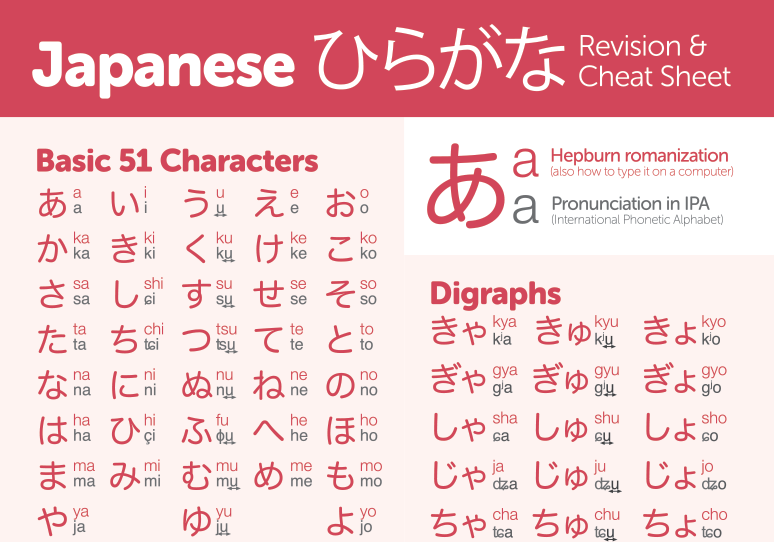 Japanese ひらがな Revision & Cheat Sheet
Basic 51 Characters
あ a a い i i う u ɯ̟ え e e お o o
か ka ka き ki ki く ku kɯ̟ け ke ke こ ko ko
さ sa sa し shi ɕi す su sɯ̟ せ se se そ so so
た ta ta ち chi tɕi つ tsu tsɯ̟ て te te と to to
な na na に ni ni ぬ nu nɯ̟ ね ne ne の no no
は ha ha ひ hi çi ふ fu ɸɯ̟ へ he he ほ ho ho
ま ma ma み mi mi む mu mɯ̟ め me me も mo mo
や ya ja ゆ yu jɯ̟ よ yo jo
あ a Hepburn romanization
(also how to type it on a computer)
a Pronunciation in IPA
(International Phonetic Alphabet)
Digraphs
きゃ kya kʲa きゅ kyu kʲɯ̟ きょ kyo kʲo
ぎゃ gya gʲa ぎゅ gyu gʲɯ̟ ぎょ gyo gʲo
しゃ sha ɕa しゅ shu ɕɯ̟ しょ sho ɕo
じゃ ja dʑa じゅ ju dʑɯ̟ じょ jo dʑo
ちゃ cha tɕa ちゅ chu tɕɯ̟ ちょ cho tɕo